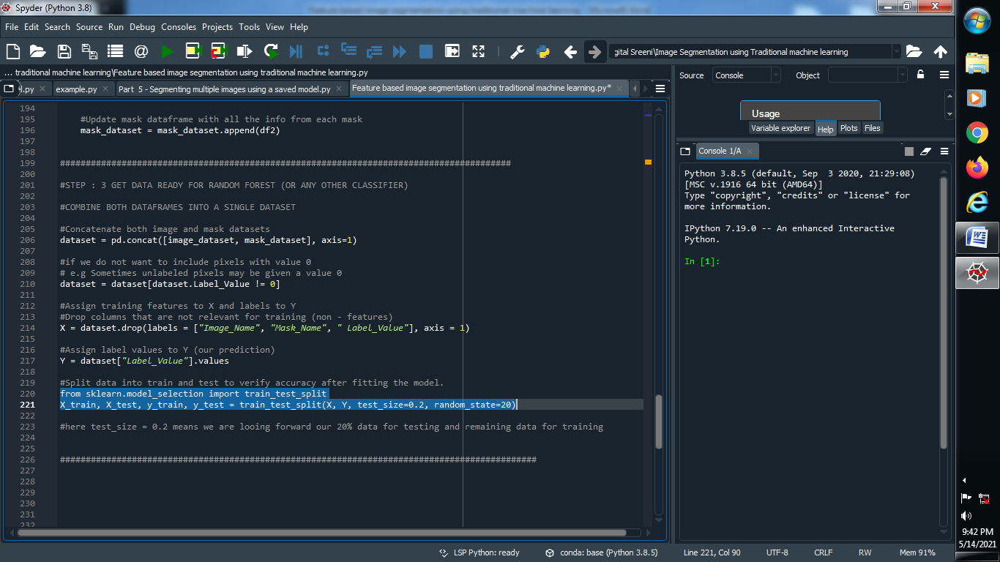 Spyder (Python 3.8)
File Edit Search Source Run Debug Consoles Projects Tools View Help
gital Sreeni\Image Segmentation using Traditional machine learning
... traditional machine learning\Feature based image segmentation using traditional machine learning.py
el.py
example.py
Part 5 - Segmenting multiple images using a saved model.py
Feature based image segmentation using traditional machine learning.py*
194
195 #Update mask dataframe with all the info from each mask
196 mask_dataset = mask_dataset.append(df2)
197
198
199 ########################################################################################
200
201 #STEP : 3 GET DATA READY FOR RANDOM FOREST (OR ANY OTHER CLASSIFIER)
202
203 #COMBINE BOTH DATAFRAMES INTO A SINGLE DATASET
204
205 #Concatenate both image and mask datasets
206 dataset = pd.concat([image_dataset, mask_dataset], axis=1)
207
208 #if we do not want to include pixels with value 0
209 # e.g Sometimes unlabeled pixels may be given a value 0
210 dataset = dataset[dataset.Label_Value != 0]
211
212 #Assign training features to X and labels to Y
213 #Drop columns that are not relevant for training (non - features)
214 X = dataset.drop(labels = ["Image_Name", "Mask_Name", " Label_Value"], axis = 1)
215
216 #Assign label values to Y (our prediction)
217 Y = dataset["Label_Value"].values
218
219 #Split data into train and test to verify accuracy after fitting the model.
220 from sklearn.model_selection import train_test_split
221 X_train, X_test, y_train, y_test = train_test_split(X, Y, test_size=0.2, random_state=20)
222
223 #here test_size = 0.2 means we are looing forward our 20% data for testing and remaining data for training
224
225
226 #############################################################################################
227
228
229
230
231
232
Source Console Object
Usage
Variable explorer Help Plots Files
Console 1/A
Python 3.8.5 (default, Sep 3 2020, 21:29:08)
[MSC v.1916 64 bit (AMD64)]
Type "copyright", "credits" or "license" for
more information.
IPython 7.19.0 -- An enhanced Interactive
Python.
In [1]:
LSP Python: ready conda: base (Python 3.8.5) Line 221, Col 90 UTF-8 CRLF RW Mem 91%
9:42 PM
5/14/2021